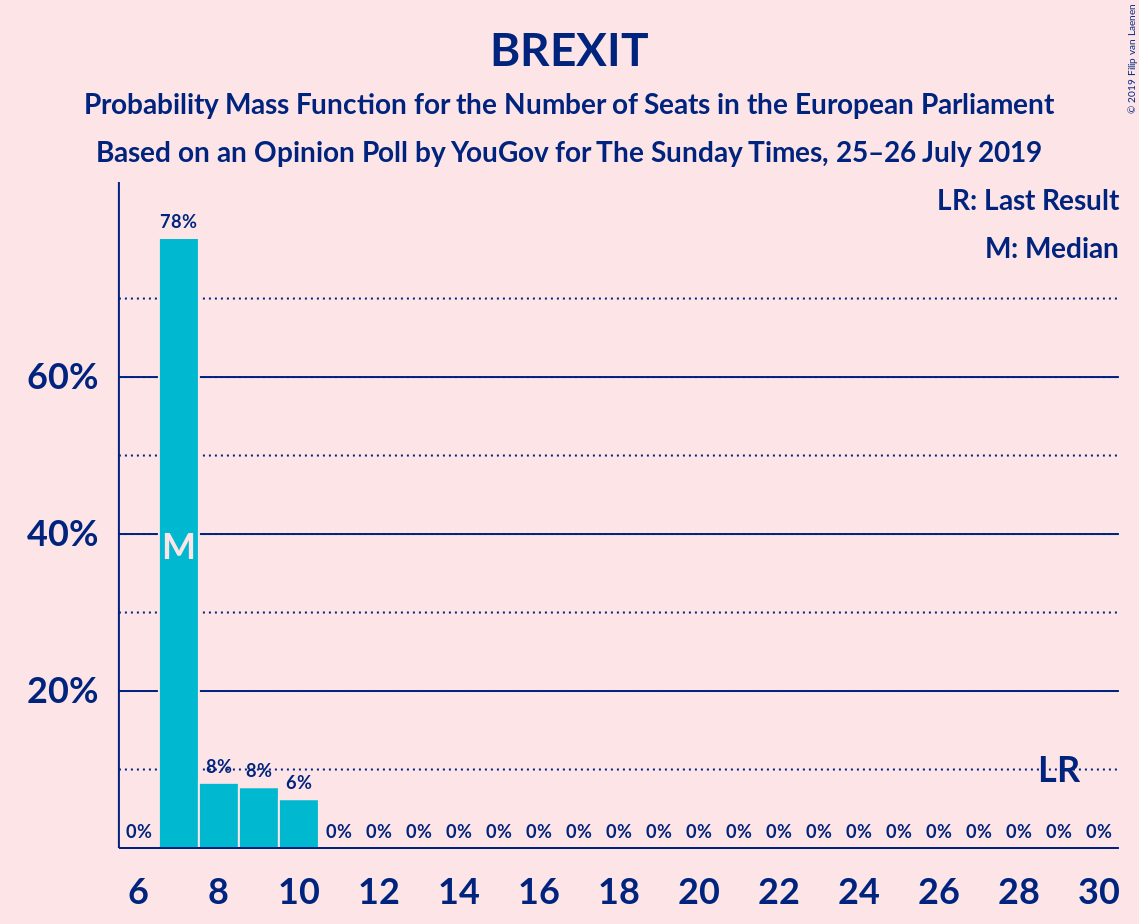 BREXIT
Probability Mass Function for the Number of Seats in the European Parliament
Based on an Opinion Poll by YouGov for The Sunday Times, 25–26 July 2019
© 2019 Filip van Laenen
LR: Last Result
M: Median
78%
60%
40%
M
20%
8% 8% 6%
LR
0% 0% 0% 0% 0% 0% 0% 0% 0% 0% 0% 0% 0% 0% 0% 0% 0% 0% 0% 0% 0%
6 8 10 12 14 16 18 20 22 24 26 28 30